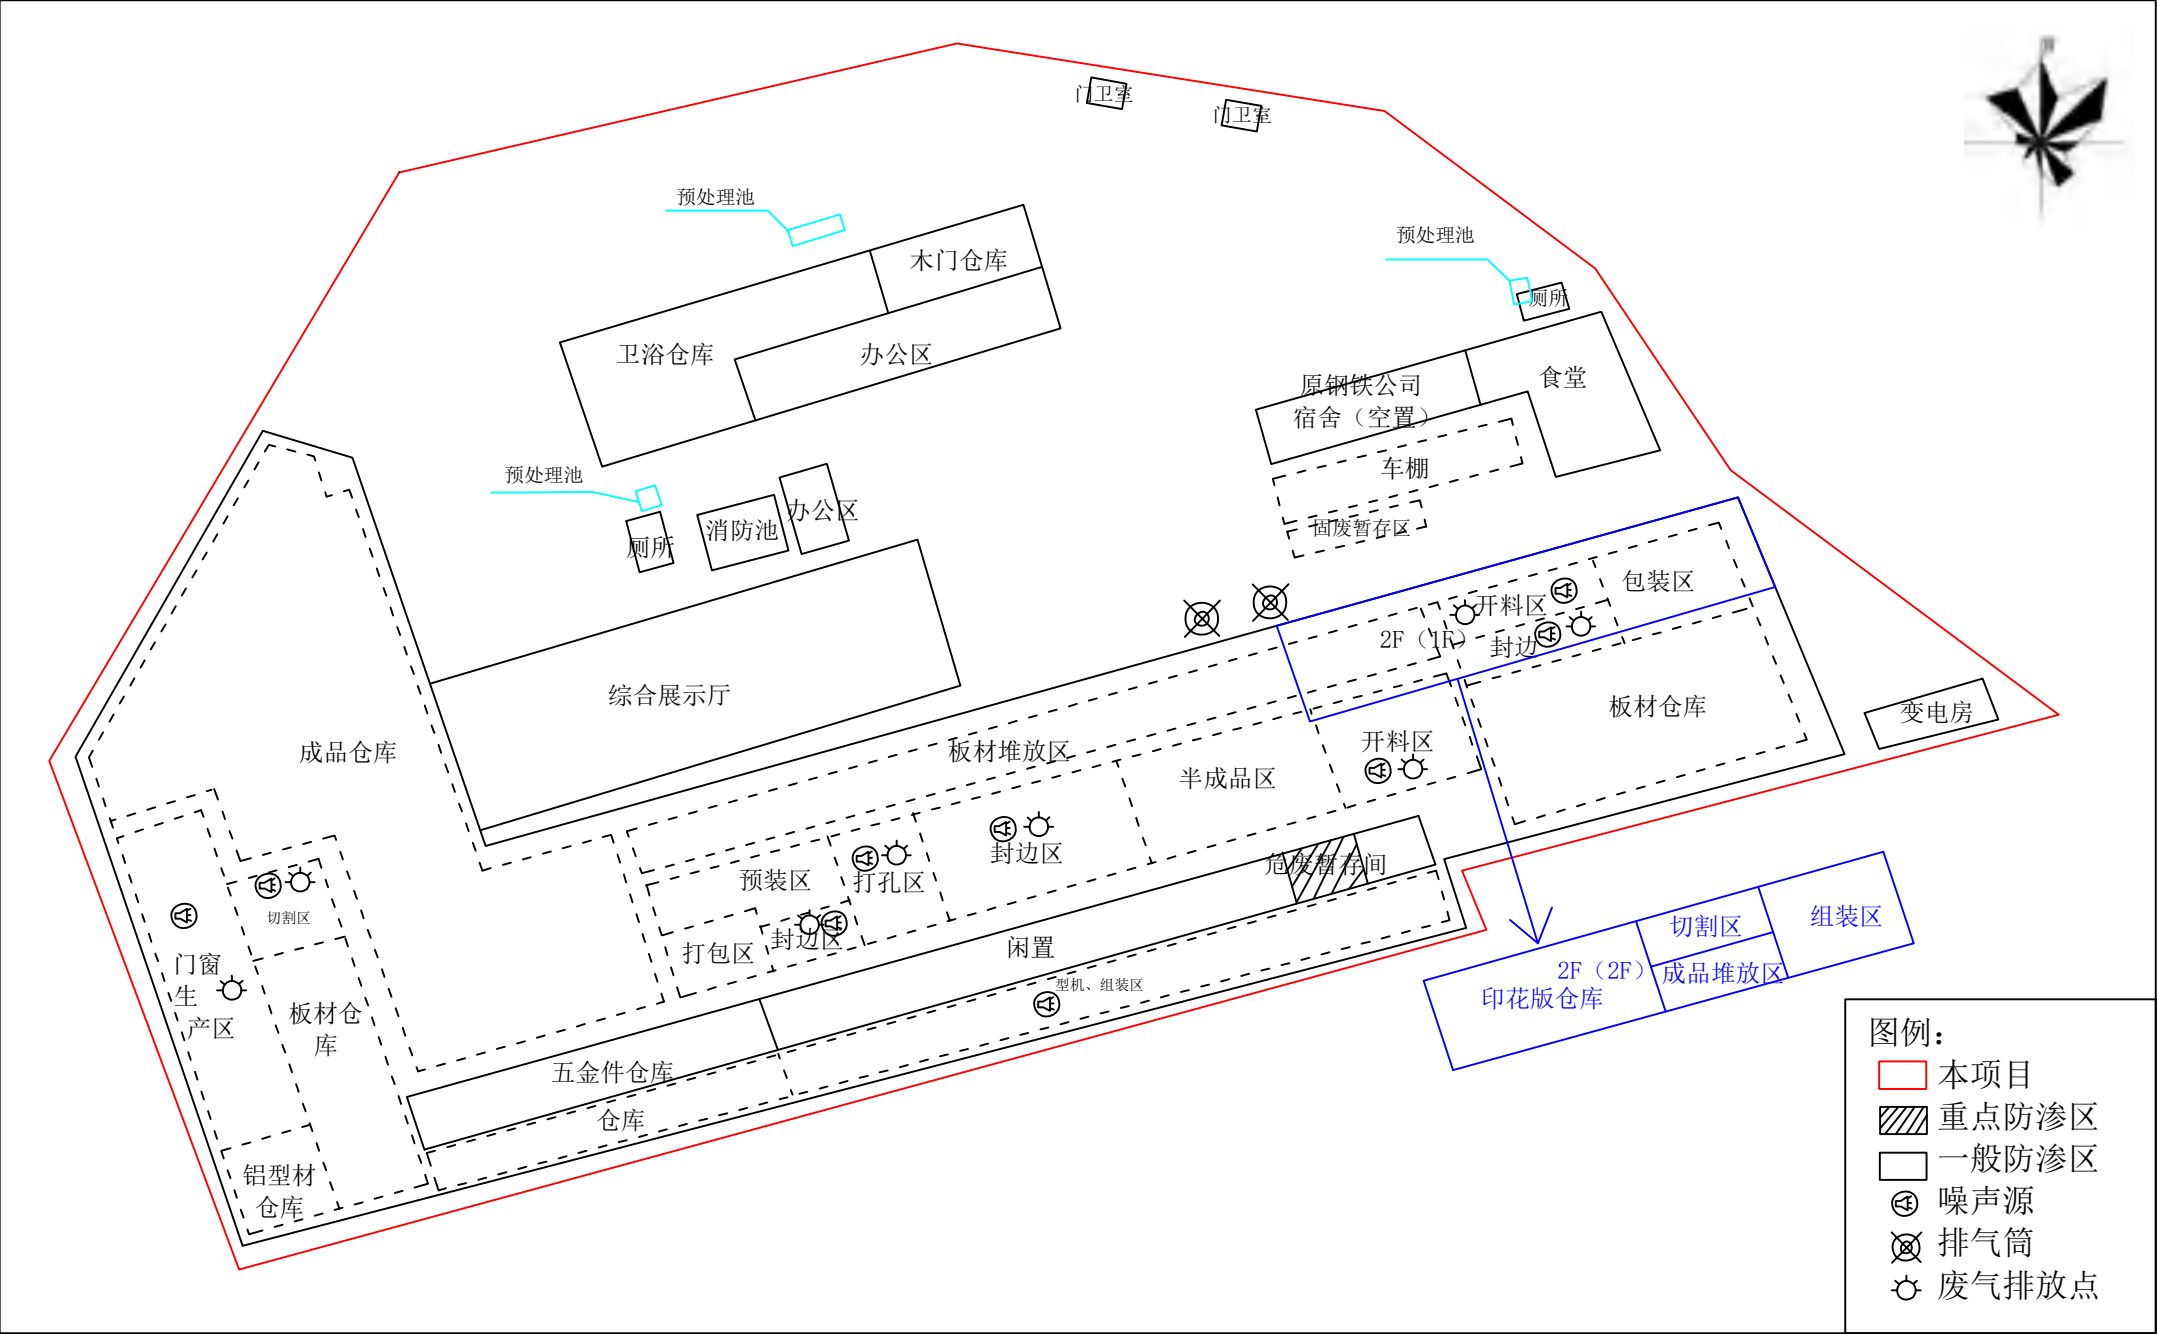 门卫室
门卫室
预处理池
预处理池
木门仓库
厕所
卫浴仓库
办公区
食堂
原钢铁公司
宿舍（空置）
车棚
预处理池
办公区
消防池
固废暂存区
厕所
包装区
开料区
2F（1F）
封边
综合展示厅
板材仓库
变电房
成品仓库
板材堆放区
开料区
半成品区
封边区
危废暂存间
预装区
打孔区
切割区
组装区
切割区
封边区
打包区
闲置
门窗
生
产区
2F（2F）
成品堆放区
型机、组装区
印花版仓库
板材仓
库
五金件仓库
仓库
铝型材
仓库
图例：
本项目
重点防渗区
一般防渗区
噪声源
排气筒
废气排放点